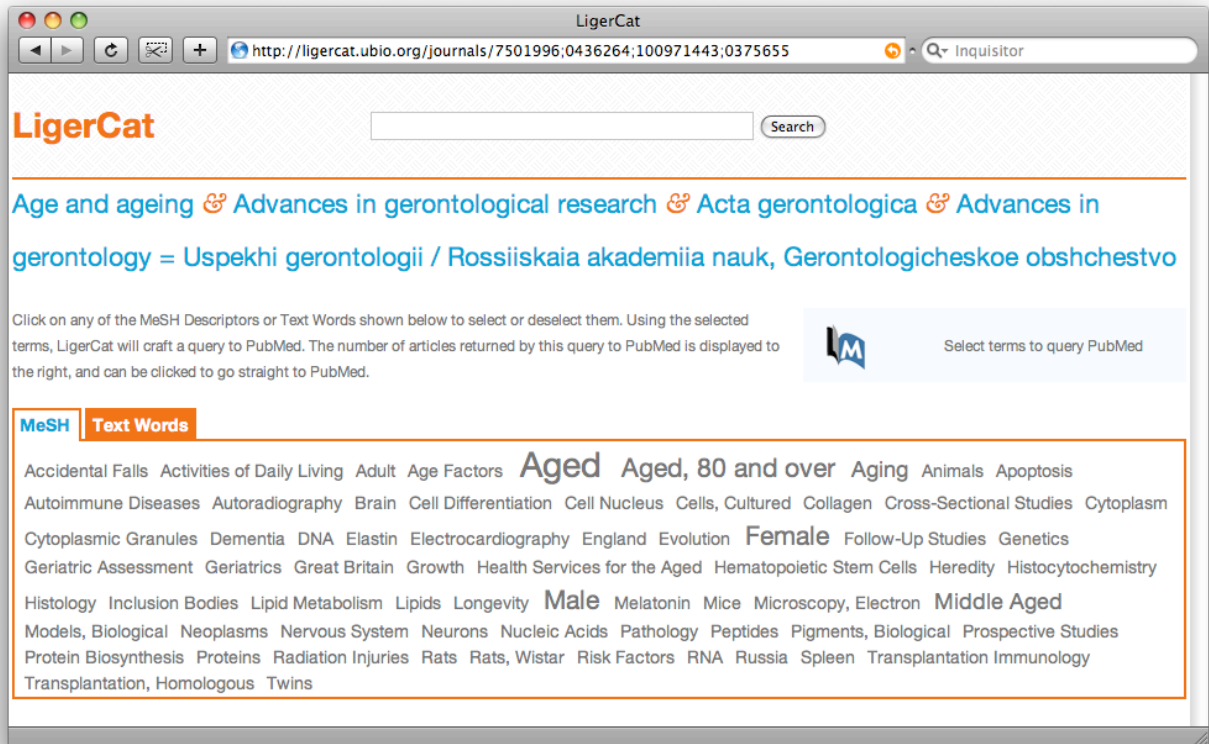 LigerCat
http://ligercat.ubio.org/journals/7501996;0436264;100971443;0375655
Inquisitor
LigerCat
Search
Age and ageing & Advances in gerontological research & Acta gerontologica & Advances in
gerontology = Uspekhi gerontologii / Rossiiskaia akademiia nauk, Gerontologicheskoe obshchestvo
Click on any of the MeSH Descriptors or Text Words shown below to select or deselect them. Using the selected
terms, LigerCat will craft a query to PubMed. The number of articles returned by this query to PubMed is displayed to
the right, and can be clicked to go straight to PubMed.
M
Select terms to query PubMed
MeSH Text Words
Accidental Falls Activities of Daily Living Adult Age Factors Aged Aged, 80 and over Aging Animals Apoptosis
Autoimmune Diseases Autoradiography Brain Cell Differentiation Cell Nucleus Cells, Cultured Collagen Cross-Sectional Studies Cytoplasm
Cytoplasmic Granules Dementia DNA Elastin Electrocardiography England Evolution Female Follow-Up Studies Genetics
Geriatric Assessment Geriatrics Great Britain Growth Health Services for the Aged Hematopoietic Stem Cells Heredity Histocytochemistry
Histology Inclusion Bodies Lipid Metabolism Lipids Longevity Male Melatonin Mice Microscopy, Electron Middle Aged
Models, Biological Neoplasms Nervous System Neurons Nucleic Acids Pathology Peptides Pigments, Biological Prospective Studies
Protein Biosynthesis Proteins Radiation Injuries Rats Rats, Wistar Risk Factors RNA Russia Spleen Transplantation Immunology
Transplantation, Homologous Twins